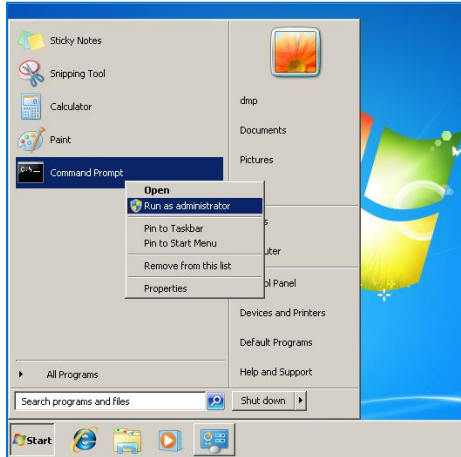 Sticky Notes
Snipping Tool
Calculator
Paint
C:\
Command Prompt
Open
Run as administrator
Pin to Taskbar
Pin to Start Menu
Remove from this list
Properties
All Programs
Search programs and files
dmp
Documents
Pictures
Devices and Printers
Default Programs
Help and Support
Shut down
Start